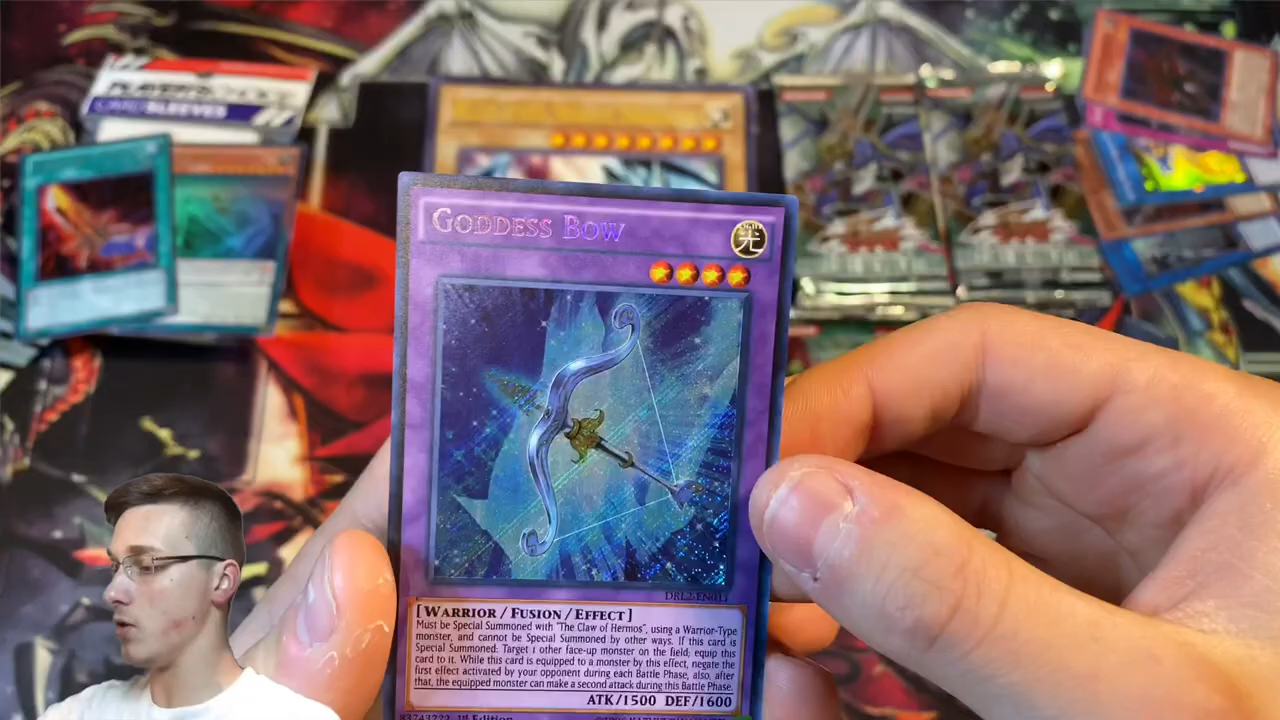 CARD SLEEVES
GODDESS BOW
LIGHT
光
DRL2-EN011
[ WARRIOR / FUSION / EFFECT ]
Must be Special Summoned with "The Claw of Hermos", using a Warrior-Type
monster, and cannot be Special Summoned by other ways. If this card is
Special Summoned: Target 1 other face-up monster on the field; equip this
card to it. While this card is equipped to a monster by this effect, negate the
first effect activated by your opponent during each Battle Phase, also, after
that, the equipped monster can make a second attack during this Battle Phase.
ATK/1500 DEF/1600
83743222 1st Edition